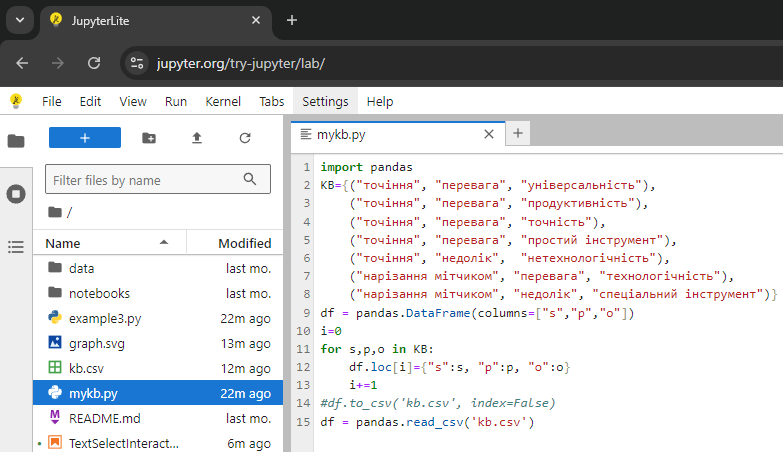 JupyterLite
jupyter.org/try-jupyter/lab/
File Edit View Run Kernel Tabs Settings Help
Filter files by name
/
Name Modified
data last mo.
notebooks last mo.
example3.py 22m ago
graph.svg 13m ago
kb.csv 12m ago
mykb.py 22m ago
README.md last mo.
TextSelectInterac... 6m ago
mykb.py
1 import pandas
2 KB={("точіння", "перевага", "універсальність"),
3     ("точіння", "перевага", "продуктивність"),
4     ("точіння", "перевага", "точність"),
5     ("точіння", "перевага", "простий інструмент"),
6     ("точіння", "недолік",  "нетехнологічність"),
7     ("нарізання мітчиком", "перевага", "технологічність"),
8     ("нарізання мітчиком", "недолік", "спеціальний інструмент")}
9 df = pandas.DataFrame(columns=["s","p","o"])
10 i=0
11 for s,p,o in KB:
12     df.loc[i]={"s":s, "p":p, "o":o}
13     i+=1
14 #df.to_csv('kb.csv', index=False)
15 df = pandas.read_csv('kb.csv')